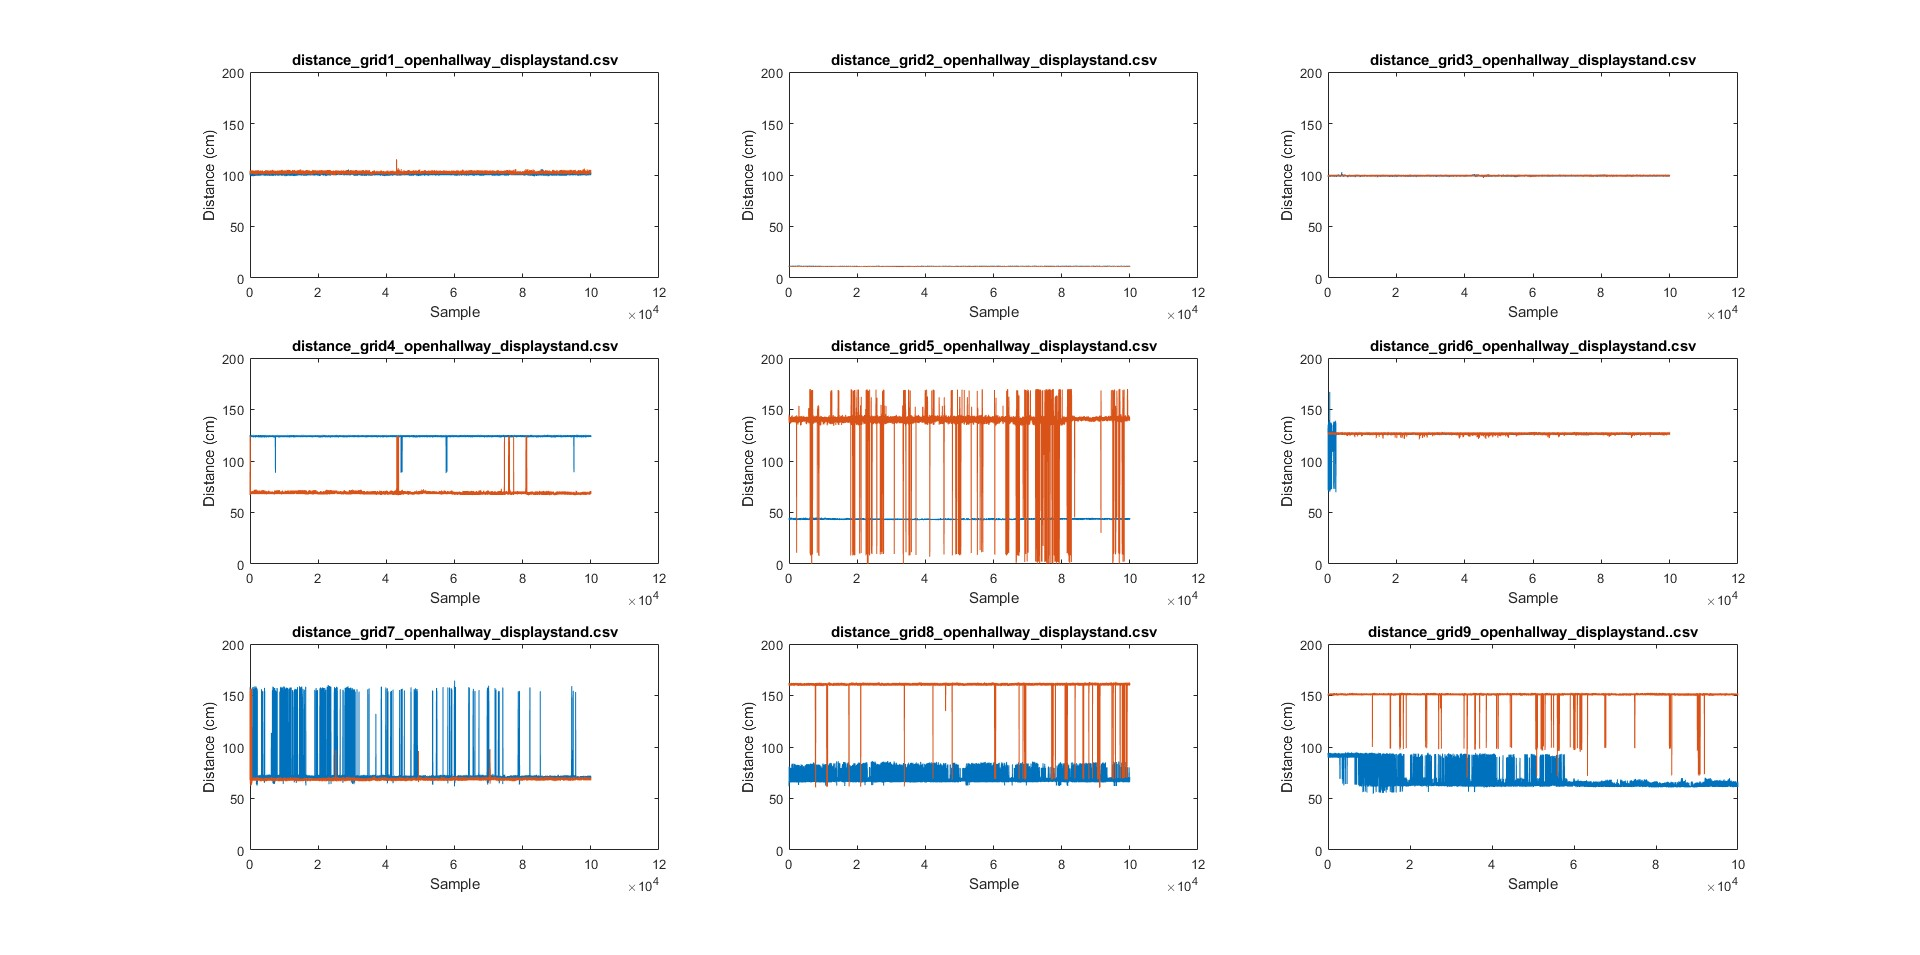 distance_grid1_openhallway_displaystand.csv
200
150
100
50
0
Distance (cm)
0 2 4 6 8 10 12
Sample
×10^4
distance_grid2_openhallway_displaystand.csv
200
150
100
50
0
Distance (cm)
0 2 4 6 8 10 12
Sample
×10^4
distance_grid3_openhallway_displaystand.csv
200
150
100
50
0
Distance (cm)
0 2 4 6 8 10 12
Sample
×10^4
distance_grid4_openhallway_displaystand.csv
200
150
100
50
0
Distance (cm)
0 2 4 6 8 10 12
Sample
×10^4
distance_grid5_openhallway_displaystand.csv
200
150
100
50
0
Distance (cm)
0 2 4 6 8 10 12
Sample
×10^4
distance_grid6_openhallway_displaystand.csv
200
150
100
50
0
Distance (cm)
0 2 4 6 8 10 12
Sample
×10^4
distance_grid7_openhallway_displaystand.csv
200
150
100
50
0
Distance (cm)
0 2 4 6 8 10 12
Sample
×10^4
distance_grid8_openhallway_displaystand.csv
200
150
100
50
0
Distance (cm)
0 2 4 6 8 10 12
Sample
×10^4
distance_grid9_openhallway_displaystand..csv
200
150
100
50
0
Distance (cm)
0 2 4 6 8 10
Sample
×10^4